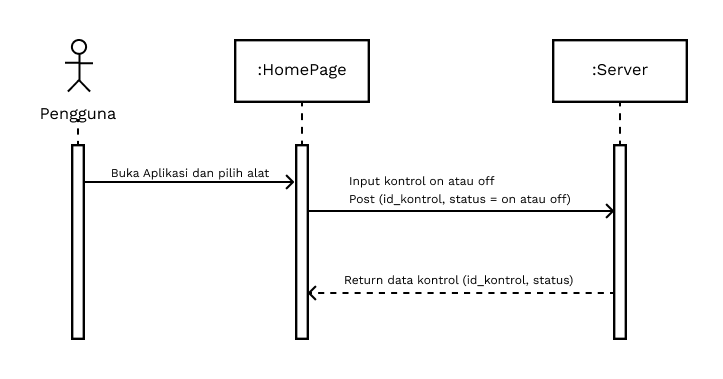 Pengguna
:HomePage
:Server
Buka Aplikasi dan pilih alat
Input kontrol on atau off
Post (id_kontrol, status = on atau off)
Return data kontrol (id_kontrol, status)